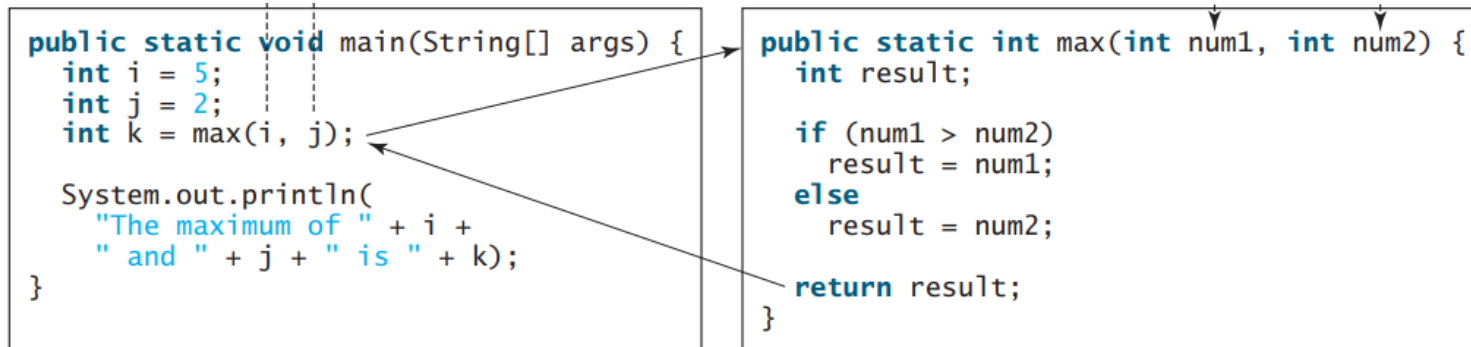 public static void main(String[] args) {
int i = 5;
int j = 2;
int k = max(i, j);
System.out.println(
"The maximum of " + i +
" and " + j + " is " + k);
}
public static int max(int num1, int num2) {
int result;
if (num1 > num2)
result = num1;
else
result = num2;
return result;
}